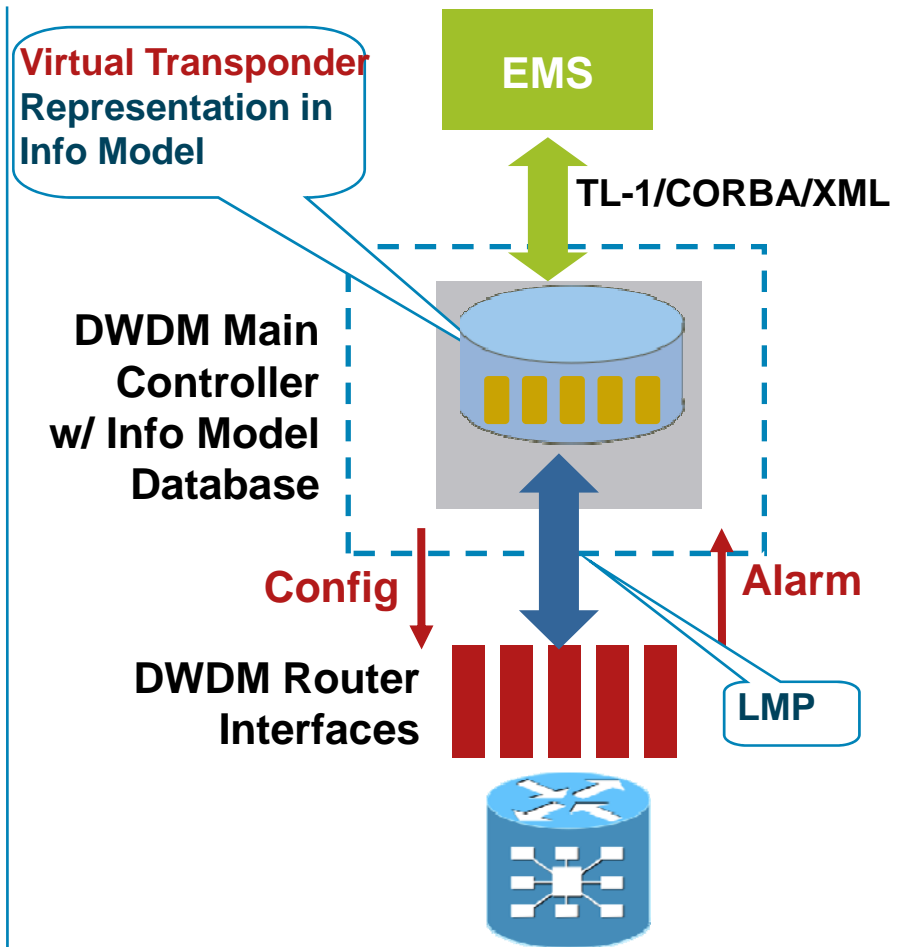 Virtual Transponder
Representation in
Info Model
EMS
TL-1/CORBA/XML
DWDM Main
Controller
w/ Info Model
Database
Config
Alarm
DWDM Router
Interfaces
LMP